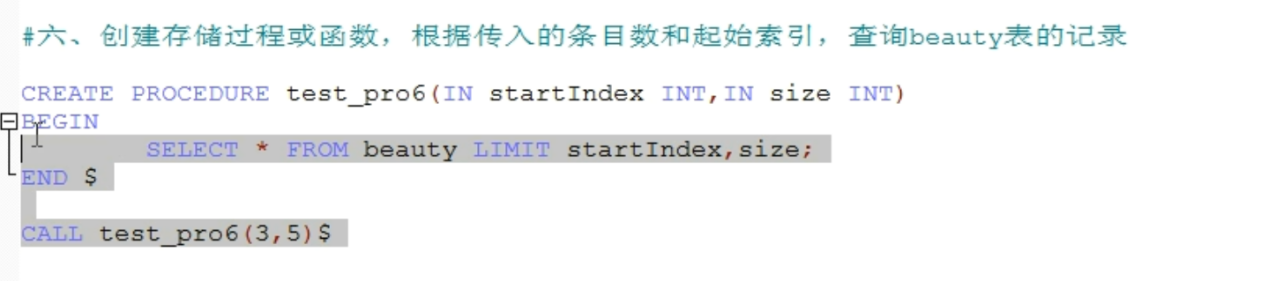 #六、创建存储过程或函数，根据传入的条目数和起始索引，查询beauty表的记录
CREATE PROCEDURE test_pro6(IN startIndex INT,IN size INT)
BEGIN
SELECT * FROM beauty LIMIT startIndex,size;
END $
CALL test_pro6(3,5)$